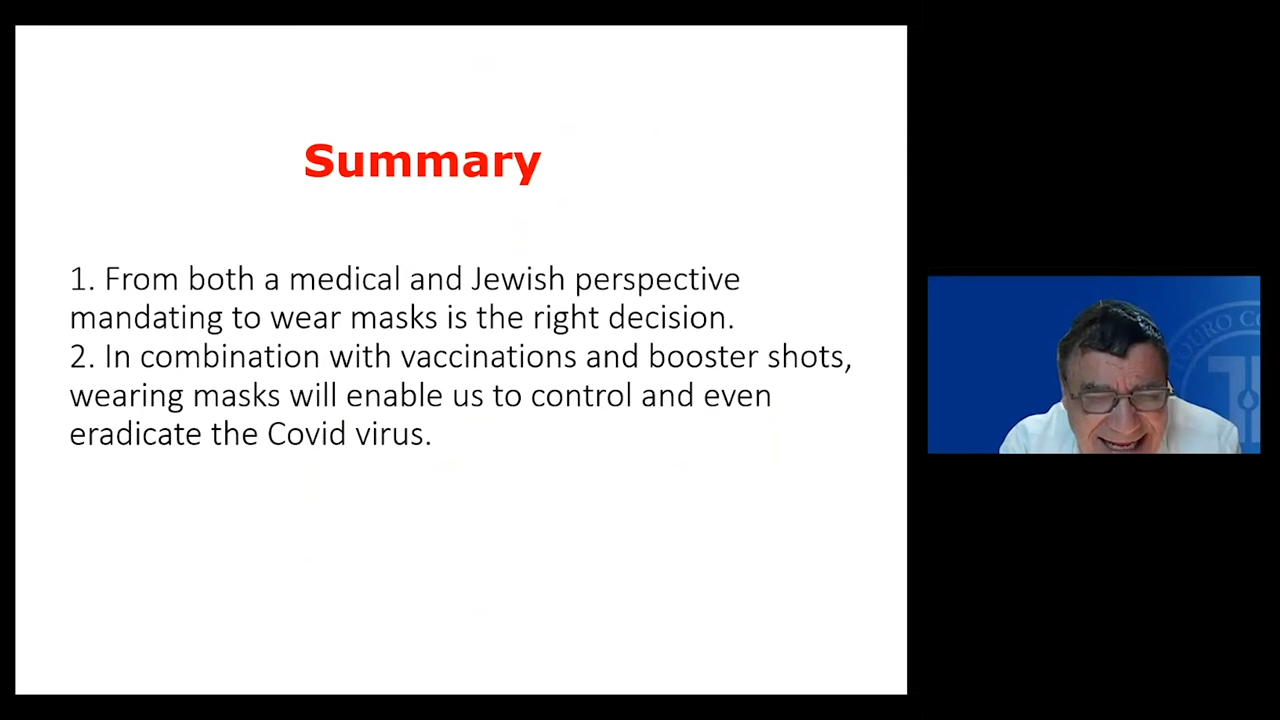 Summary
1. From both a medical and Jewish perspective
mandating to wear masks is the right decision.
2. In combination with vaccinations and booster shots,
wearing masks will enable us to control and even
eradicate the Covid virus.